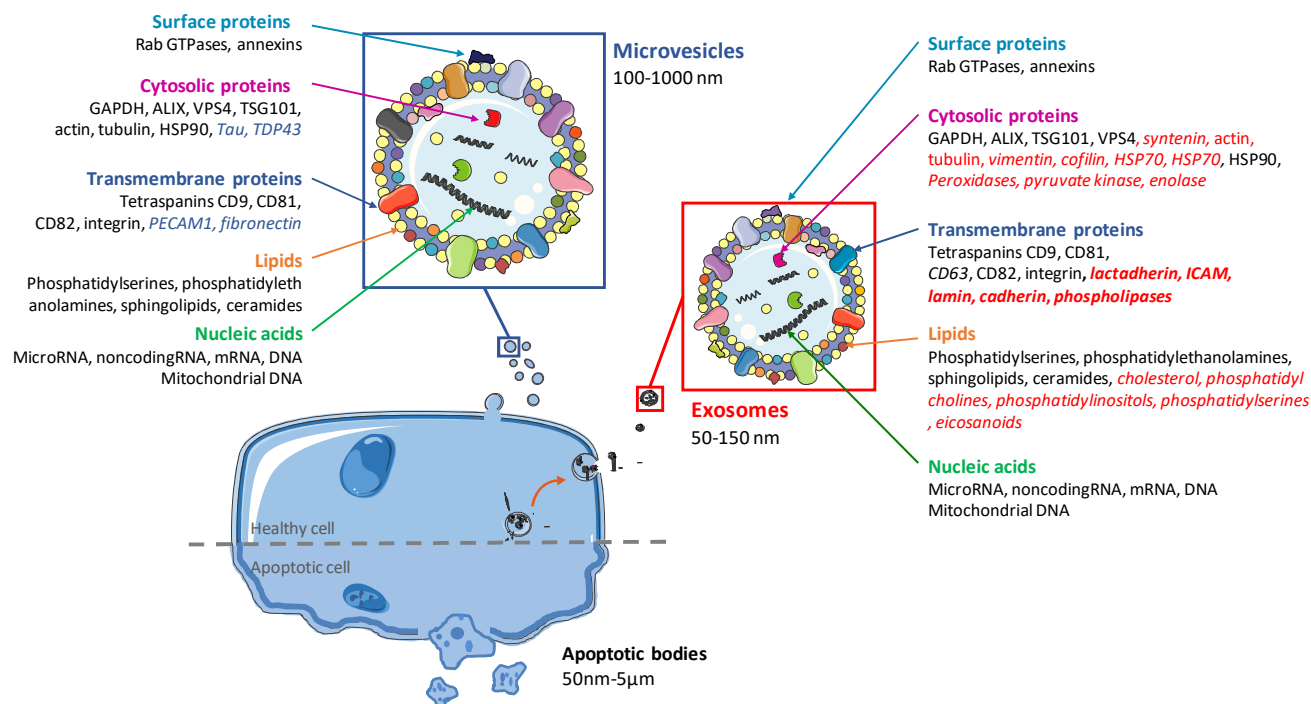 Surface proteins
Rab GTPases, annexins
Cytosolic proteins
GAPDH, ALIX, VPS4, TSG101,
actin, tubulin, HSP90, Tau, TDP43
Transmembrane proteins
Tetraspanins CD9, CD81,
CD82, integrin, PECAM1, fibronectin
Lipids
Phosphatidylserines, phosphatidyleth
anolamines, sphingolipids, ceramides
Nucleic acids
MicroRNA, noncodingRNA, mRNA, DNA
Mitochondrial DNA
Microvesicles
100-1000 nm
Surface proteins
Rab GTPases, annexins
Cytosolic proteins
GAPDH, ALIX, TSG101, VPS4, syntenin, actin,
tubulin, vimentin, cofilin, HSP70, HSP70, HSP90,
Peroxidases, pyruvate kinase, enolase
Transmembrane proteins
Tetraspanins CD9, CD81,
CD63, CD82, integrin, lactadherin, ICAM,
lamin, cadherin, phospholipases
Lipids
Phosphatidylserines, phosphatidylethanolamines,
sphingolipids, ceramides, cholesterol, phosphatidyl
cholines, phosphatidylinositols, phosphatidylserines
, eicosanoids
Nucleic acids
MicroRNA, noncodingRNA, mRNA, DNA
Mitochondrial DNA
Exosomes
50-150 nm
Healthy cell
Apoptotic cell
Apoptotic bodies
50nm-5μm